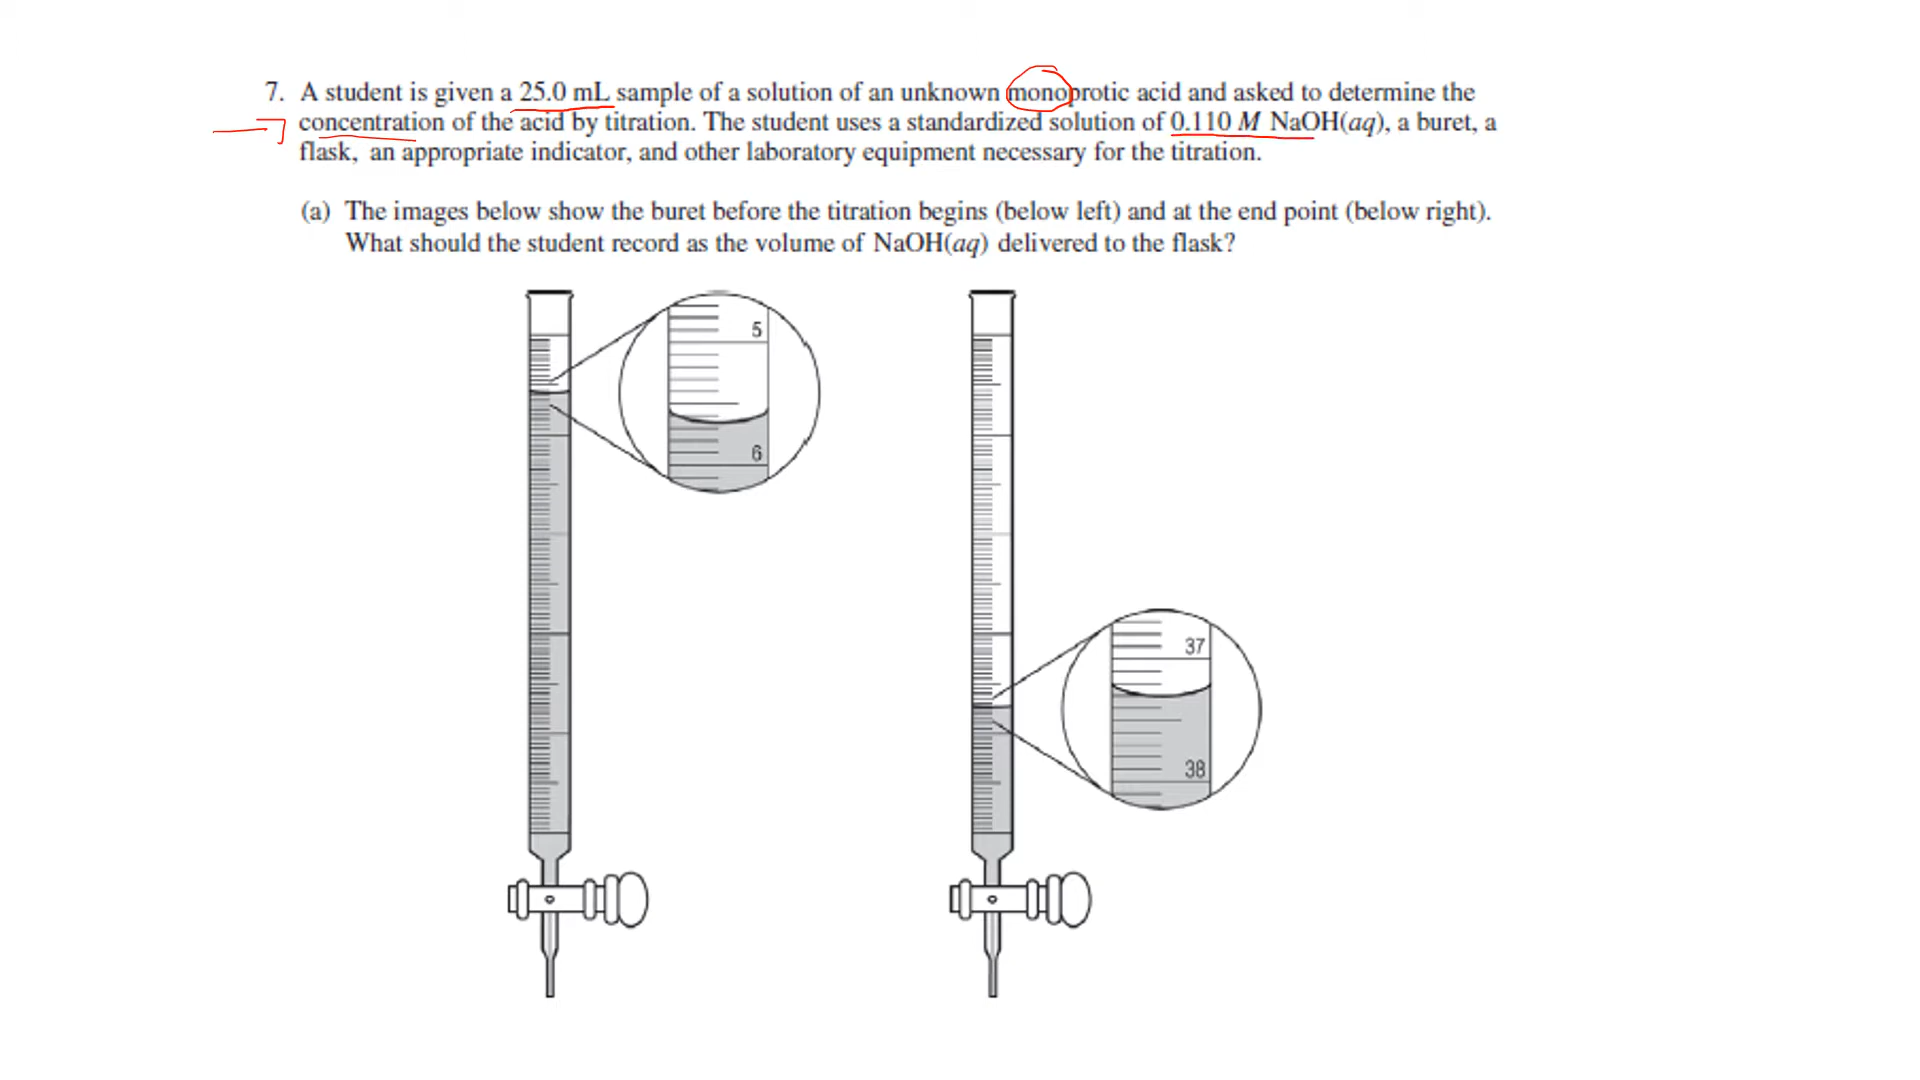 7. A student is given a 25.0 mL sample of a solution of an unknown monoprotic acid and asked to determine the
concentration of the acid by titration. The student uses a standardized solution of 0.110 M NaOH(aq), a buret, a
flask, an appropriate indicator, and other laboratory equipment necessary for the titration.
(a) The images below show the buret before the titration begins (below left) and at the end point (below right).
What should the student record as the volume of NaOH(aq) delivered to the flask?
5
6
37
38